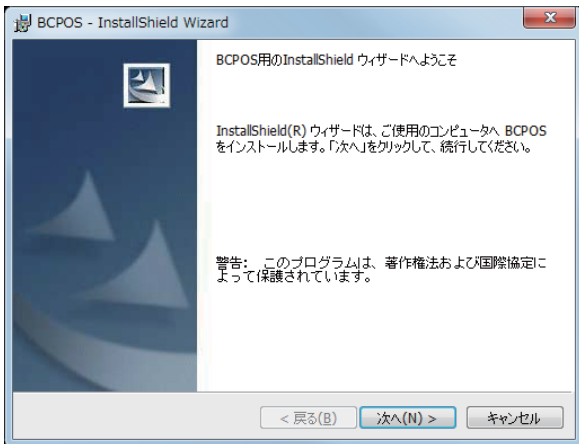 BCPOS - InstallShield Wizard
BCPOS用のInstallShield ウィザードへようこそ
InstallShield(R) ウィザードは、ご使用のコンピュータへ BCPOS
をインストールします。「次へ」をクリックして、続行してください。
警告: このプログラムは、著作権法および国際協定に
よって保護されています。
< 戻る(B) 次へ(N) > キャンセル